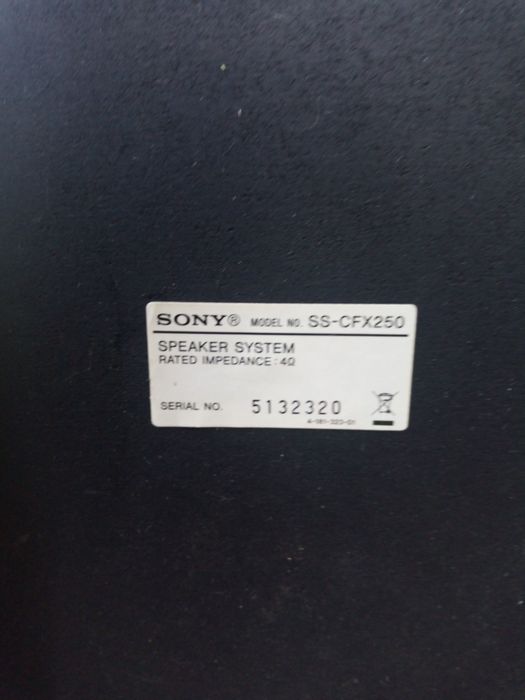 SONY® MODEL NO. SS-CFX250
SPEAKER SYSTEM
RATED IMPEDANCE : 4Ω
SERIAL NO. 5132320